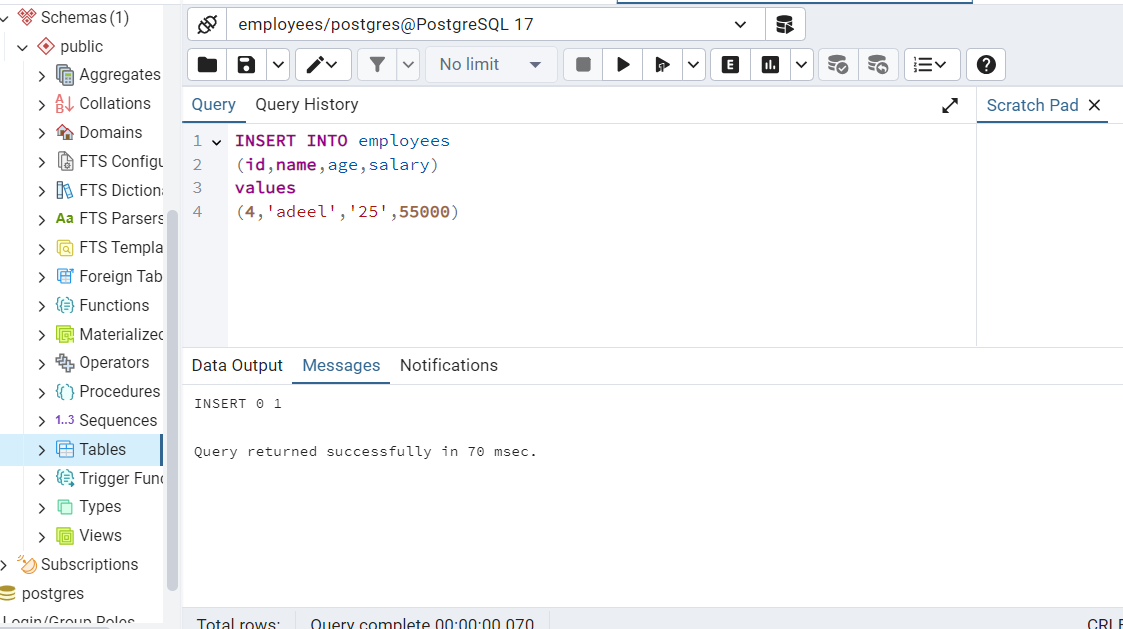 Schemas (1)
public
Aggregates
Collations
Domains
FTS Configu
FTS Dictiona
FTS Parsers
FTS Templa
Foreign Tab
Functions
Materialized
Operators
Procedures
1..3 Sequences
Tables
Trigger Func
Types
Views
Subscriptions
postgres
Login/Group Roles
employees/postgres@PostgreSQL 17
No limit
E
Query
Query History
Scratch Pad
1 INSERT INTO employees
2 (id,name,age,salary)
3 values
4 (4,'adeel','25',55000)
Data Output
Messages
Notifications
INSERT 0 1
Query returned successfully in 70 msec.
Total rows:
Query complete 00:00:00.070
CRLF